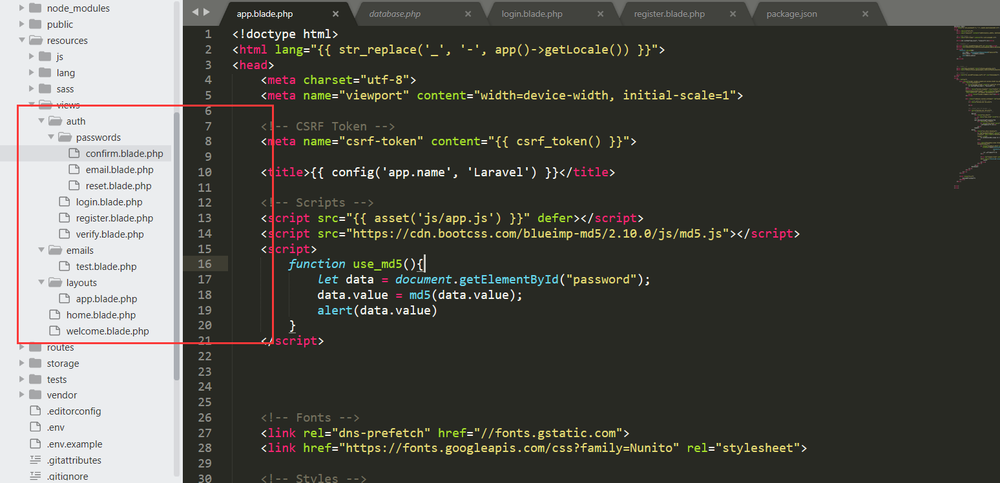 node_modules
public
resources
js
lang
sass
views
auth
passwords
confirm.blade.php
email.blade.php
reset.blade.php
login.blade.php
register.blade.php
verify.blade.php
emails
test.blade.php
layouts
app.blade.php
home.blade.php
welcome.blade.php
routes
storage
tests
vendor
.editorconfig
.env
.env.example
.gitattributes
.gitignore
app.blade.php × database.php × login.blade.php × register.blade.php × package.json ×
1 <!doctype html>
2 <html lang="{{ str_replace('_', '-', app()->getLocale()) }}">
3 <head>
4 <meta charset="utf-8">
5 <meta name="viewport" content="width=device-width, initial-scale=1">
6
7 <!-- CSRF Token -->
8 <meta name="csrf-token" content="{{ csrf_token() }}">
9
10 <title>{{ config('app.name', 'Laravel') }}</title>
11
12 <!-- Scripts -->
13 <script src="{{ asset('js/app.js') }}" defer></script>
14 <script src="https://cdn.bootcss.com/blueimp-md5/2.10.0/js/md5.js"></script>
15 <script>
16 function use_md5(){
17 let data = document.getElementById("password");
18 data.value = md5(data.value);
19 alert(data.value)
20 }
21 </script>
22
23
24
25
26 <!-- Fonts -->
27 <link rel="dns-prefetch" href="//fonts.gstatic.com">
28 <link href="https://fonts.googleapis.com/css?family=Nunito" rel="stylesheet">
29
30 <!-- Styles -->